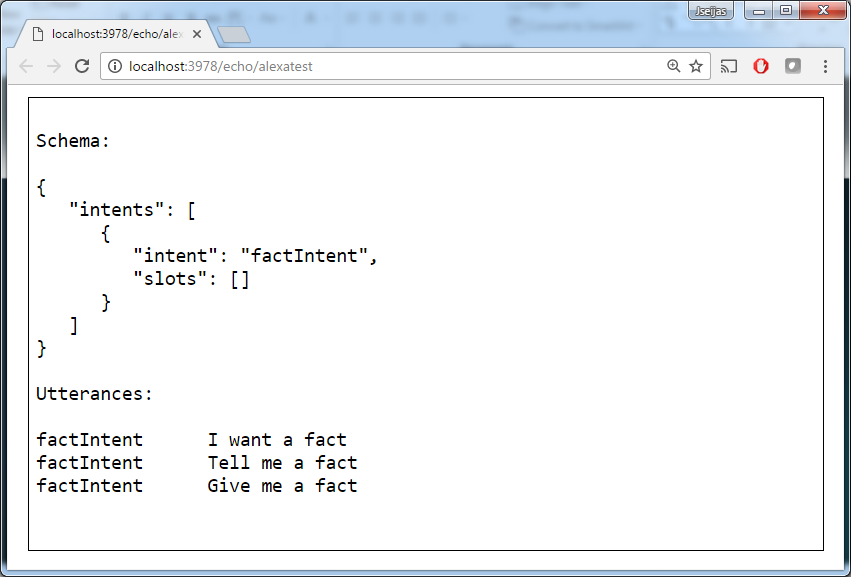 Jseijas
localhost:3978/echo/alex
localhost:3978/echo/alexatest
Schema:
{
   "intents": [
      {
         "intent": "factIntent",
         "slots": []
      }
   ]
}
Utterances:
factIntent      I want a fact
factIntent      Tell me a fact
factIntent      Give me a fact